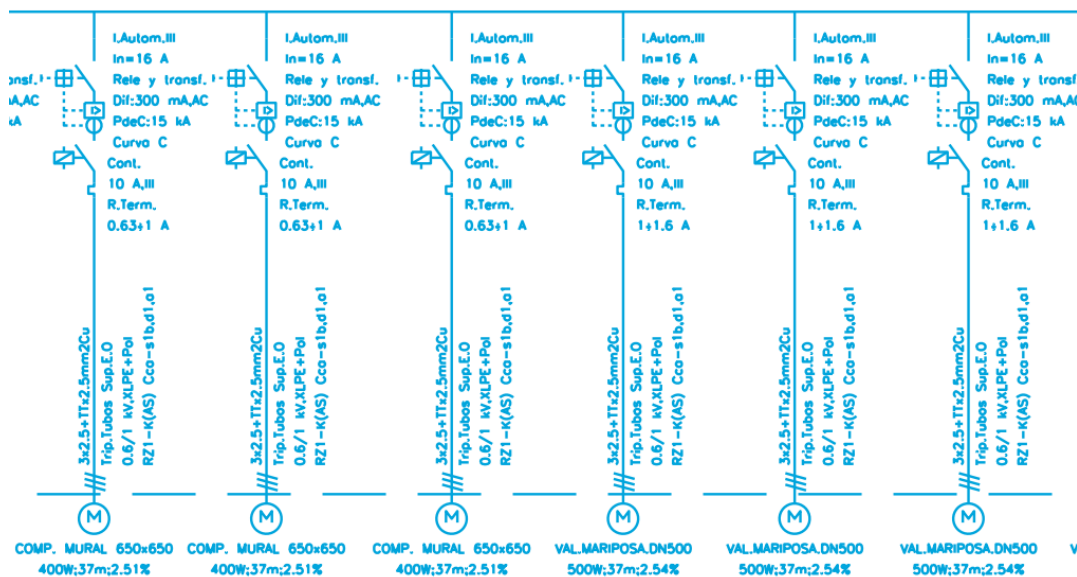 onsf.
A,AC
A
I.Autom.III
In=16 A
Rele y transf.
Dif:300 mA,AC
PdeC:15 kA
Curva C
Cont.
10 A,III
R.Term.
0.63÷1 A
3x2.5+TTx2.5mm2Cu
Trip.Tubos Sup.E.O
0.6/1 kV,XLPE+Pol
RZ1-K(AS) Cca-s1b,d1,a1
M
COMP. MURAL 650x650
400W;37m;2.51%
I.Autom.III
In=16 A
Rele y transf.
Dif:300 mA,AC
PdeC:15 kA
Curva C
Cont.
10 A,III
R.Term.
0.63÷1 A
3x2.5+TTx2.5mm2Cu
Trip.Tubos Sup.E.O
0.6/1 kV,XLPE+Pol
RZ1-K(AS) Cca-s1b,d1,a1
M
COMP. MURAL 650x650
400W;37m;2.51%
I.Autom.III
In=16 A
Rele y transf.
Dif:300 mA,AC
PdeC:15 kA
Curva C
Cont.
10 A,III
R.Term.
0.63÷1 A
3x2.5+TTx2.5mm2Cu
Trip.Tubos Sup.E.O
0.6/1 kV,XLPE+Pol
RZ1-K(AS) Cca-s1b,d1,a1
M
COMP. MURAL 650x650
400W;37m;2.51%
I.Autom.III
In=16 A
Rele y transf.
Dif:300 mA,AC
PdeC:15 kA
Curva C
Cont.
10 A,III
R.Term.
1÷1.6 A
3x2.5+TTx2.5mm2Cu
Trip.Tubos Sup.E.O
0.6/1 kV,XLPE+Pol
RZ1-K(AS) Cca-s1b,d1,a1
M
VAL.MARIPOSA.DN500
500W;37m;2.54%
I.Autom.III
In=16 A
Rele y transf.
Dif:300 mA,AC
PdeC:15 kA
Curva C
Cont.
10 A,III
R.Term.
1÷1.6 A
3x2.5+TTx2.5mm2Cu
Trip.Tubos Sup.E.O
0.6/1 kV,XLPE+Pol
RZ1-K(AS) Cca-s1b,d1,a1
M
VAL.MARIPOSA.DN500
500W;37m;2.54%
I.Autom.III
In=16 A
Rele y transf
Dif:300 mA,AC
PdeC:15 kA
Curva C
Cont.
10 A,III
R.Term.
1÷1.6 A
3x2.5+TTx2.5mm2Cu
Trip.Tubos Sup.E.O
0.6/1 kV,XLPE+Pol
RZ1-K(AS) Cca-s1b,d1,a1
M
VAL.MARIPOSA.DN500
500W;37m;2.54%
V